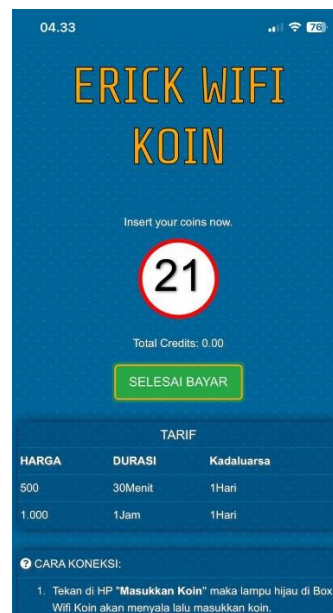 04.33
76
ERICK WIFI
KOIN
Insert your coins now.
21
Total Credits: 0.00
SELESAI BAYAR
TARIF
HARGA DURASI Kadaluarsa
500 30Menit 1Hari
1.000 1Jam 1Hari
? CARA KONEKSI:
1. Tekan di HP "Masukkan Koin" maka lampu hijau di Box
Wifi Koin akan menyala lalu masukkan koin.